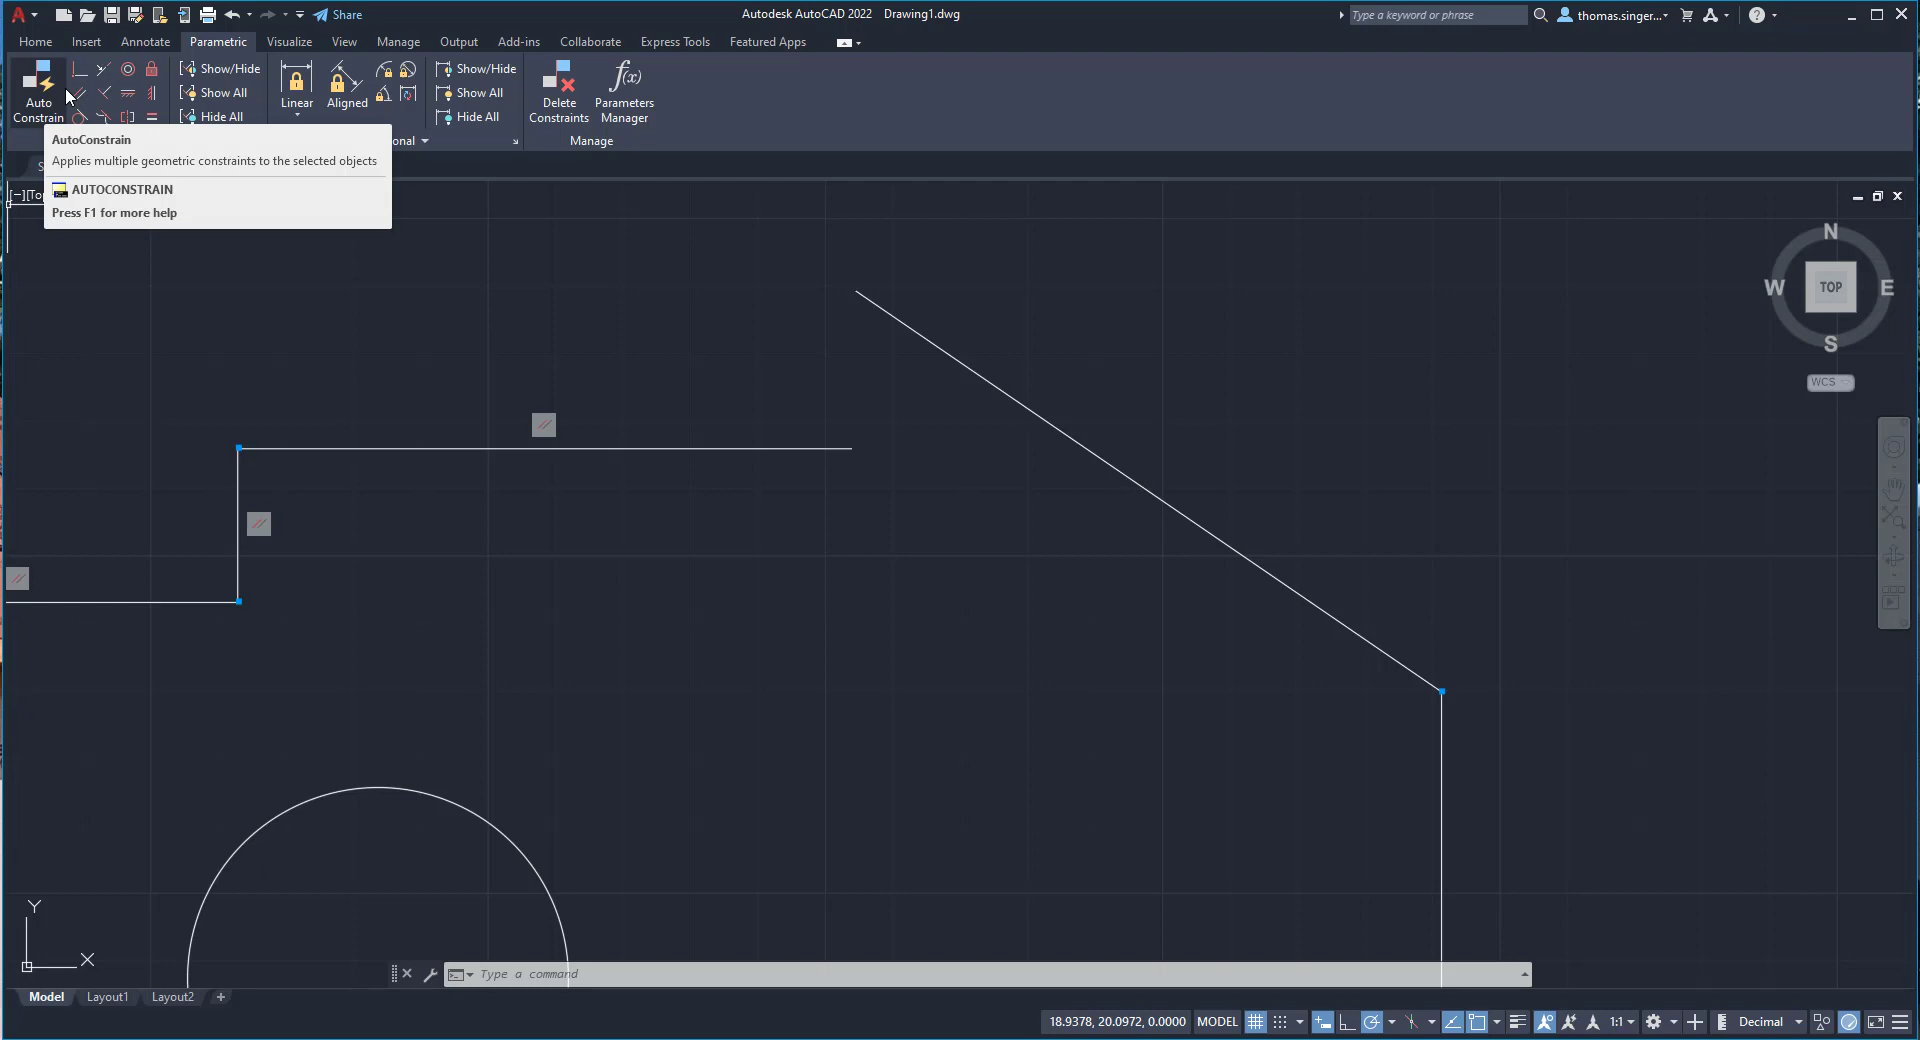 Share
Autodesk AutoCAD 2022 Drawing1.dwg
Type a keyword or phrase
thomas.singer...
Home Insert Annotate Parametric Visualize View Manage Output Add-ins Collaborate Express Tools Featured Apps
Auto
Constrain
Show/Hide
Show All
Hide All
Linear
Aligned
Show/Hide
Show All
Hide All
Delete
Constraints
Parameters
Manager
onal
Manage
AutoConstrain
Applies multiple geometric constraints to the selected objects
AUTOCONSTRAIN
Press F1 for more help
S
[−][To
N
W TOP E
S
WCS
Y
X
Type a command
Model Layout1 Layout2 +
18.9378, 20.0972, 0.0000 MODEL 1:1 Decimal